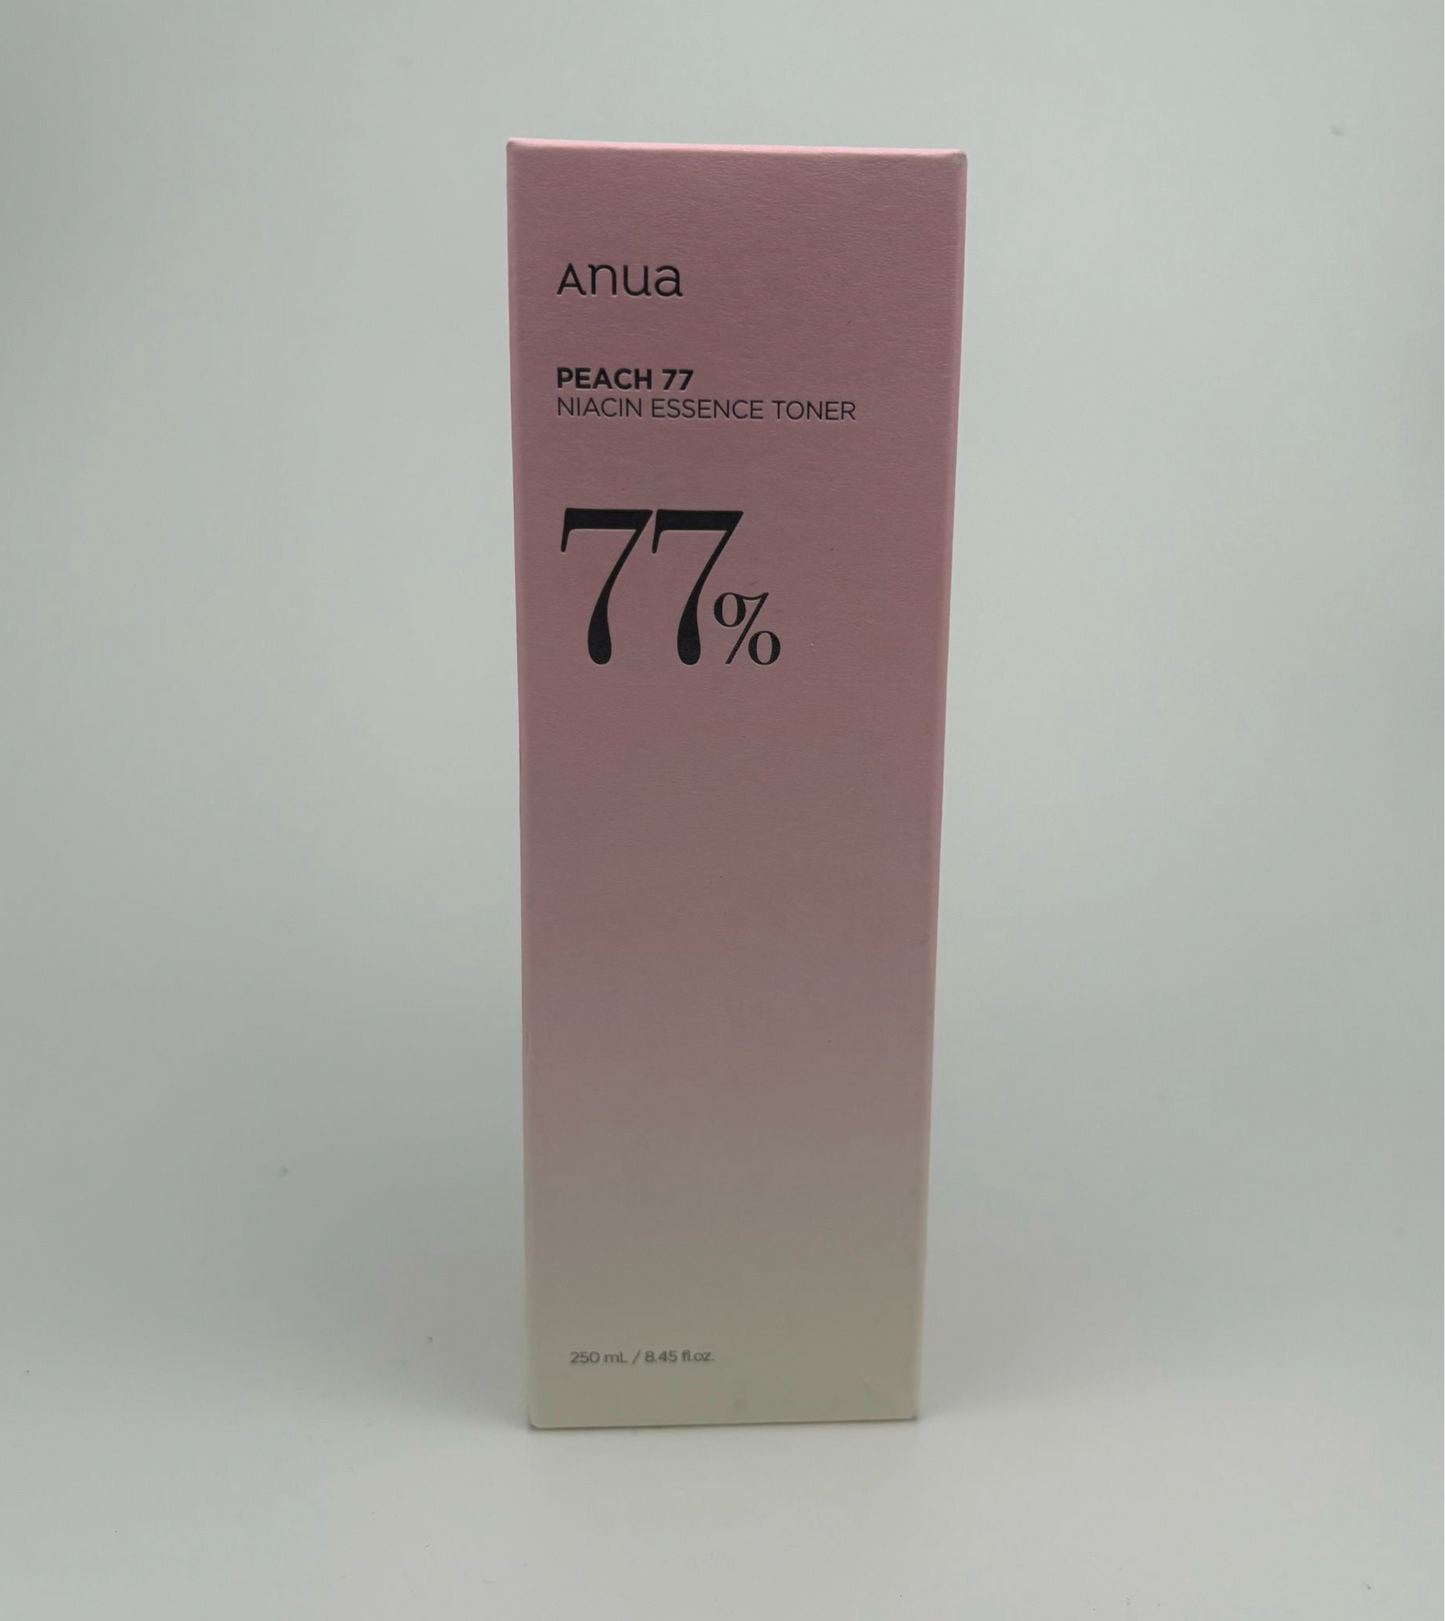 Anua
PEACH 77
NIACIN ESSENCE TONER
77%
250 mL / 8.45 fl.oz.